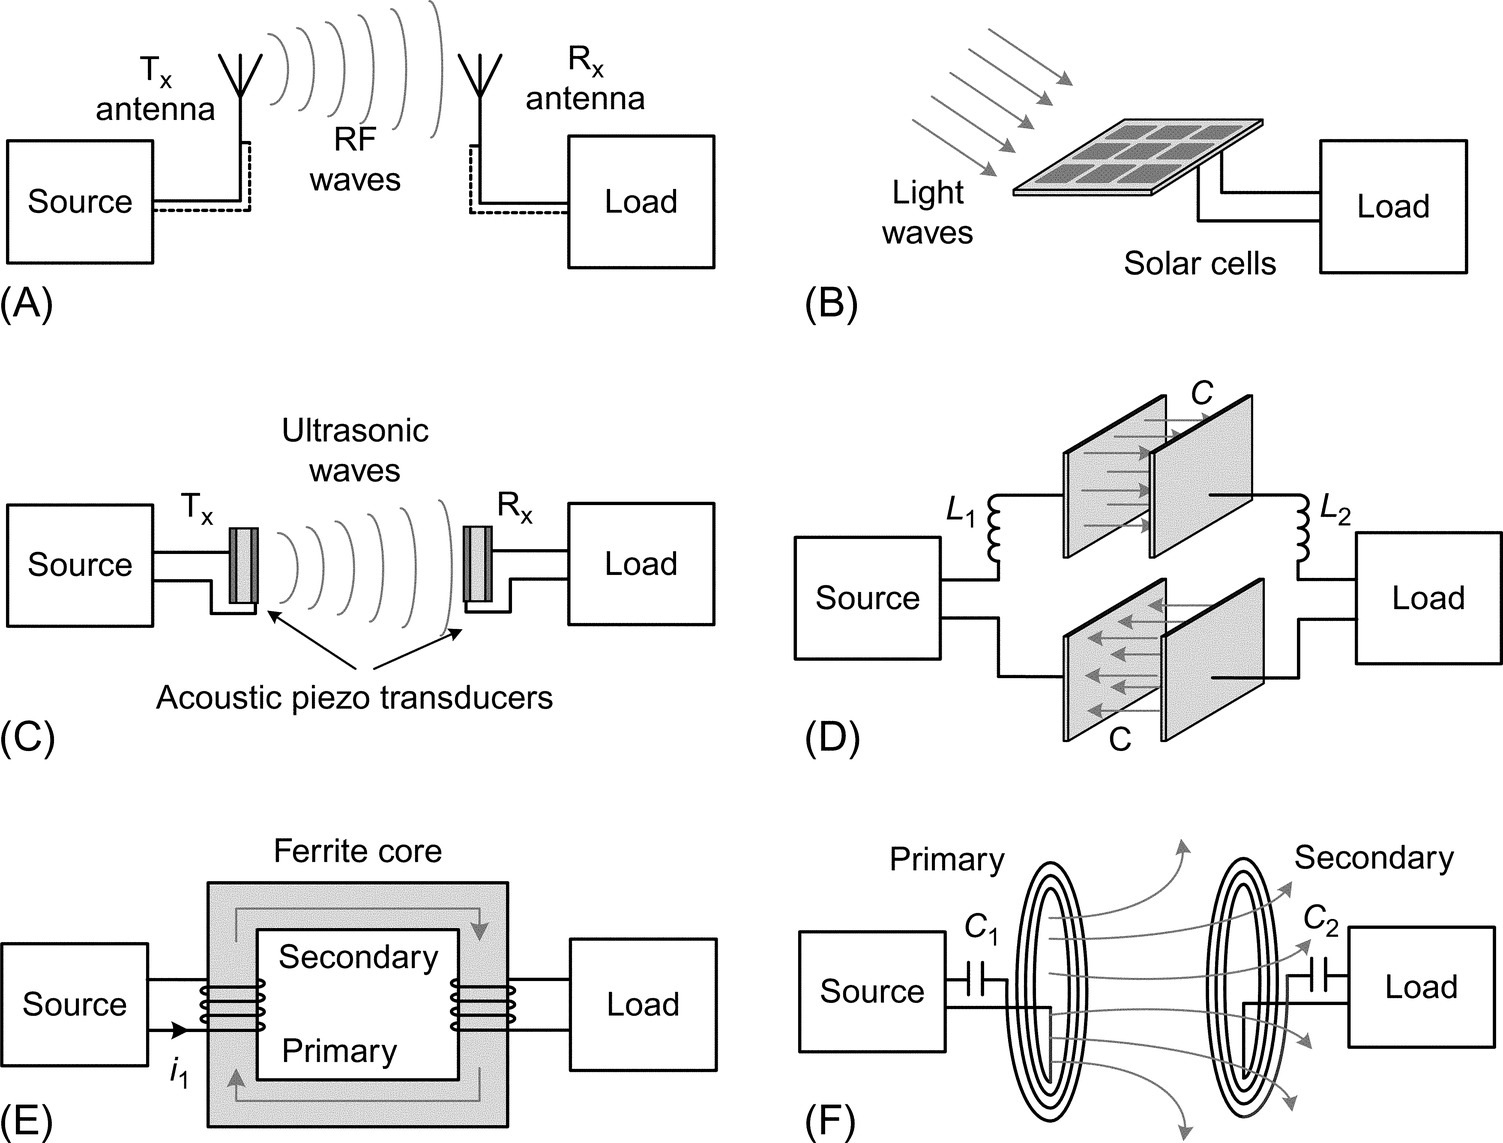 Tx
antenna
Rx
antenna
RF
waves
Source
Load
(A)
Light
waves
Solar cells
Load
(B)
Ultrasonic
waves
Tx
Rx
Source
Load
Acoustic piezo transducers
(C)
C
L1
L2
Source
Load
C
(D)
Ferrite core
Source
Secondary
Primary
Load
i1
(E)
Primary
Secondary
C1
C2
Source
Load
(F)